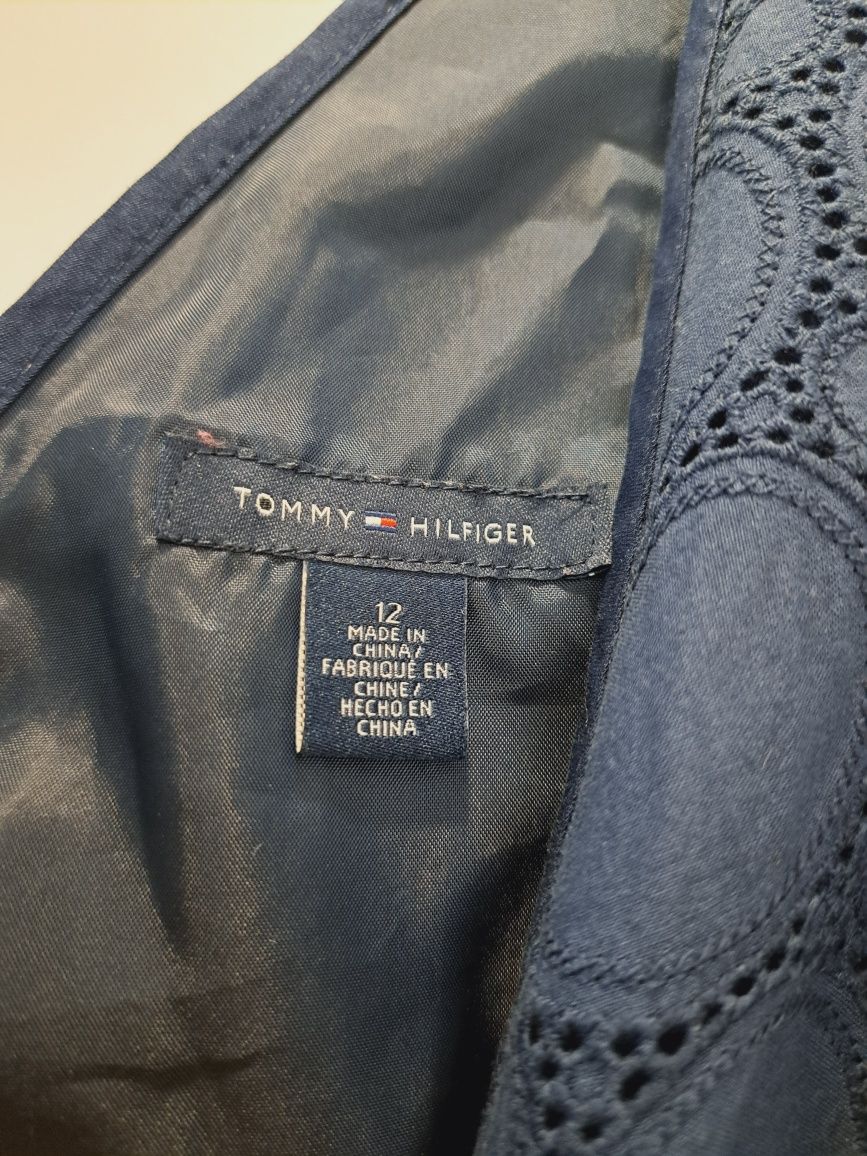 TOMMY HILFIGER
12
MADE IN
CHINA/
FABRIQUÉ EN
CHINE/
HECHO EN
CHINA